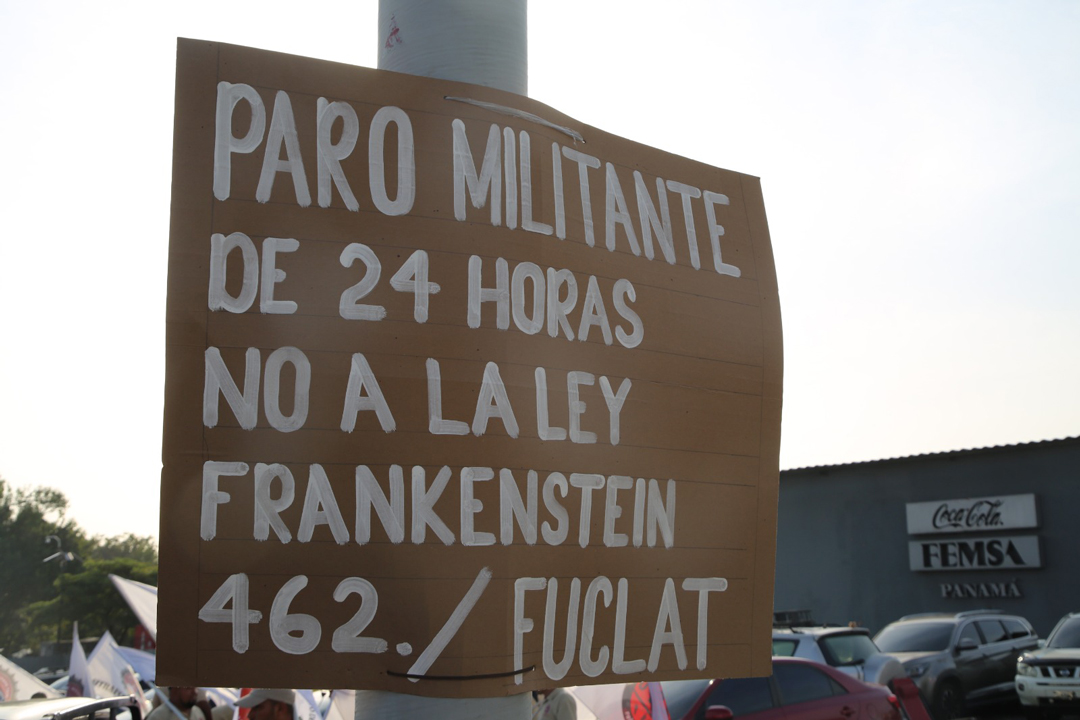 PARO MILITANTE
DE 24 HORAS
NO A LA LEY
FRANKENSTEIN
462./FUCLAT
Coca-Cola
FEMSA
PANAMÁ